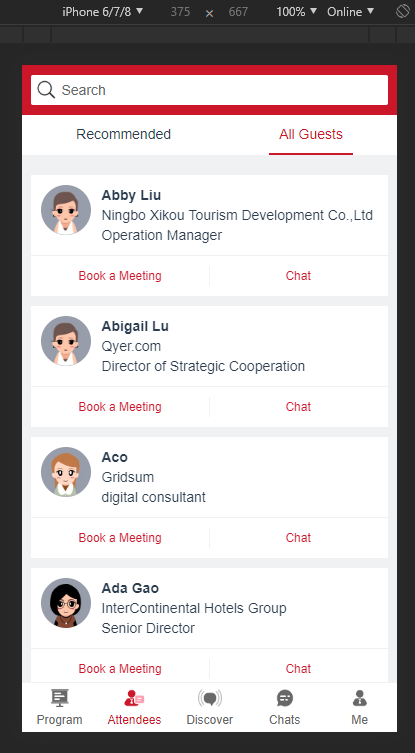 iPhone 6/7/8 ▼ 375 × 667 100% ▼ Online ▼
Search
Recommended All Guests
Abby Liu
Ningbo Xikou Tourism Development Co.,Ltd
Operation Manager
Book a Meeting Chat
Abigail Lu
Qyer.com
Director of Strategic Cooperation
Book a Meeting Chat
Aco
Gridsum
digital consultant
Book a Meeting Chat
Ada Gao
InterContinental Hotels Group
Senior Director
Book a Meeting Chat
Program Attendees Discover Chats Me